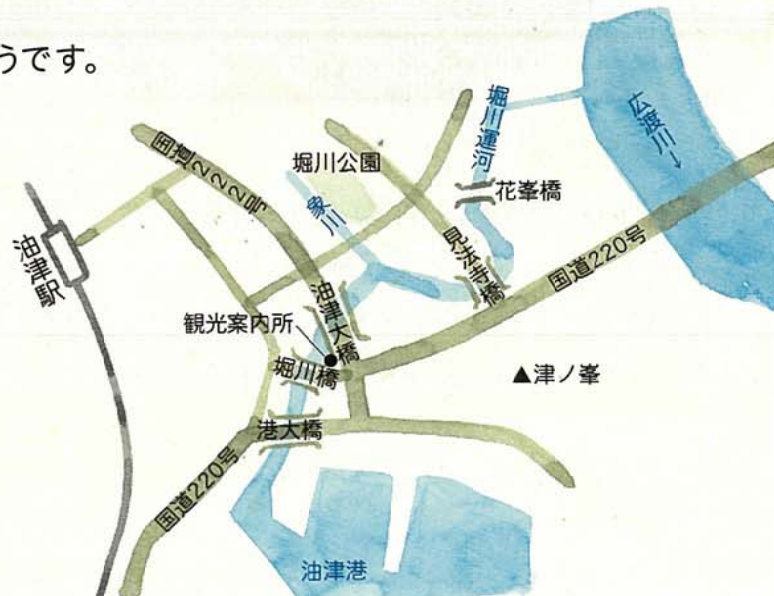 うです。
国道222号
堀川公園
堀川運河
広渡川↓
花峯橋
象川
見法寺橋
国道220号
油津駅
観光案内所
油津大橋
堀川橋
▲津ノ峯
港大橋
国道220号
油津港